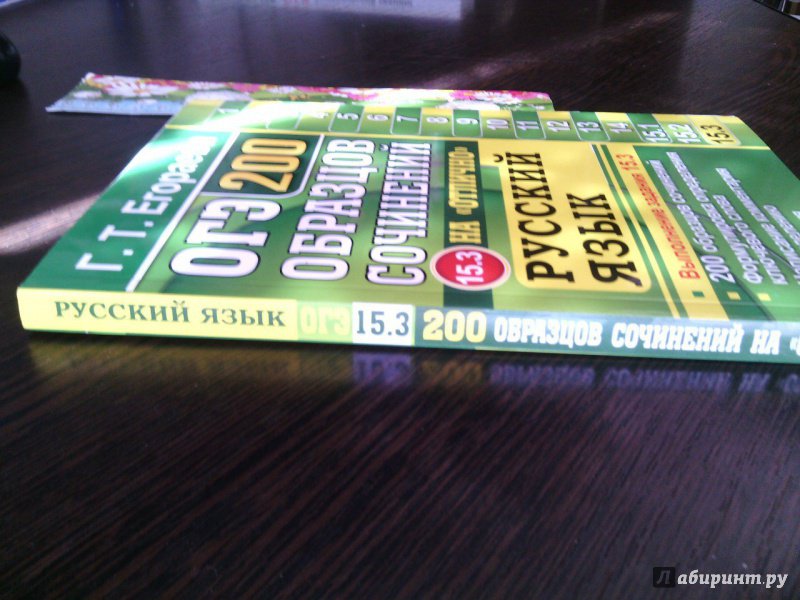 Г. Т. Егораева
ОГЭ 200
ОБРАЗЦОВ
СОЧИНЕНИЙ
15.3 НА «ОТЛИЧНО»
РУССКИЙ
ЯЗЫК
Выполнение задания 15.3
200
4 5 6 7 8 9 10 11 12 13 14 15.1 15.2 15.3
РУССКИЙ ЯЗЫК ОГЭ 15.3 200 ОБРАЗЦОВ СОЧИНЕНИЙ НА «
Лабиринт.ру